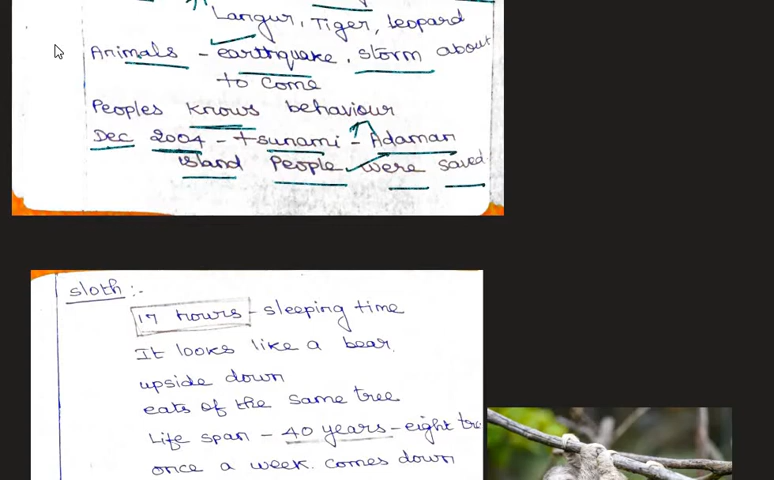 Langur, Tiger, leopard
Animals - earthquake, storm about
to come
Peoples knows behaviour
Dec 2004 - tsunami - Adaman
island People were saved
sloth :-
17 hours - sleeping time
It looks like a bear.
upside down
eats of the same tree
Life span - 40 years - eight
once a week. comes down